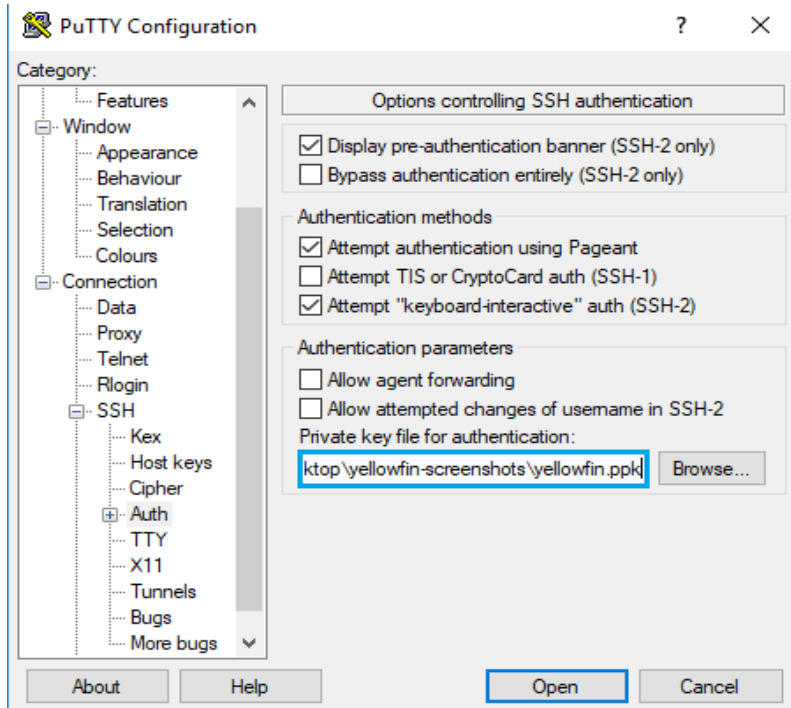 PuTTY Configuration
?
Category:
Features
Window
Appearance
Behaviour
Translation
Selection
Colours
Connection
Data
Proxy
Telnet
Rlogin
SSH
Kex
Host keys
Cipher
Auth
TTY
X11
Tunnels
Bugs
More bugs
Options controlling SSH authentication
Display pre-authentication banner (SSH-2 only)
Bypass authentication entirely (SSH-2 only)
Authentication methods
Attempt authentication using Pageant
Attempt TIS or CryptoCard auth (SSH-1)
Attempt "keyboard-interactive" auth (SSH-2)
Authentication parameters
Allow agent forwarding
Allow attempted changes of username in SSH-2
Private key file for authentication:
ktop\yellowfin-screenshots\yellowfin.ppk
Browse...
About
Help
Open
Cancel